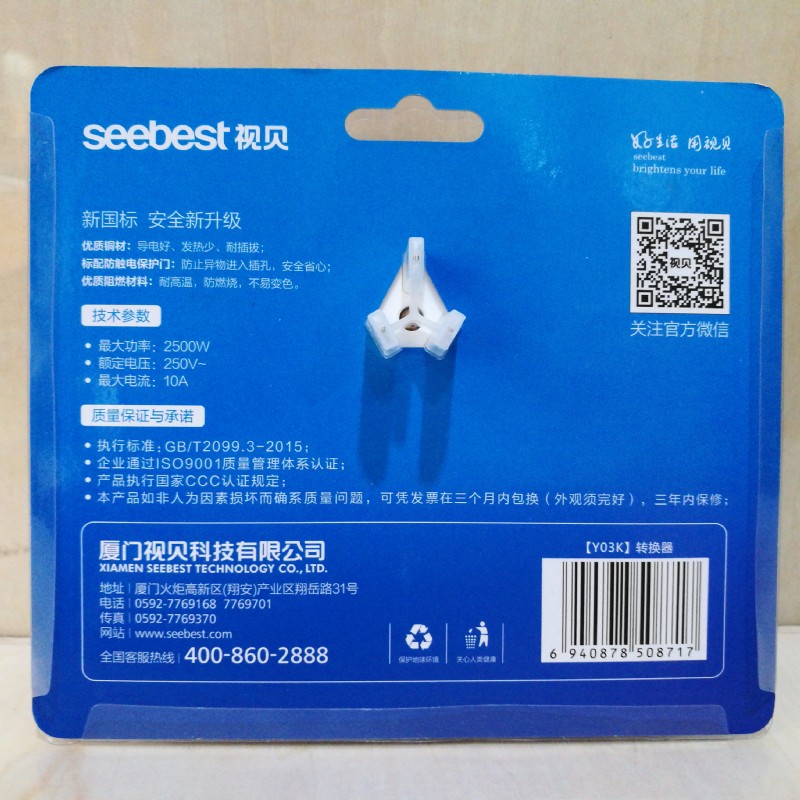 seebest 视贝
好生活 用视贝
seebest
brightens your life
新国标 安全新升级
优质铜材：导电好、发热少、耐插拔；
标配防触电保护门：防止异物进入插孔，安全省心；
优质阻燃材料：耐高温，防燃烧，不易变色。
视贝
关注官方微信
技术参数
• 最大功率：2500W
• 额定电压：250V~
• 最大电流：10A
质量保证与承诺
• 执行标准：GB/T2099.3-2015；
• 企业通过ISO9001质量管理体系认证；
• 产品执行国家CCC认证规定；
• 本产品如非人为因素损坏而确系质量问题，可凭发票在三个月内包换（外观须完好），三年内保修；
厦门视贝科技有限公司
XIAMEN SEEBEST TECHNOLOGY CO., LTD.
地址 | 厦门火炬高新区(翔安)产业区翔岳路31号
电话 | 0592-7769168 7769701
传真 | 0592-7769370
网站 | www.seebest.com
全国客服热线 | 400-860-2888
保护地球环境
关心人类健康
【Y03K】转换器
6 940878 508717